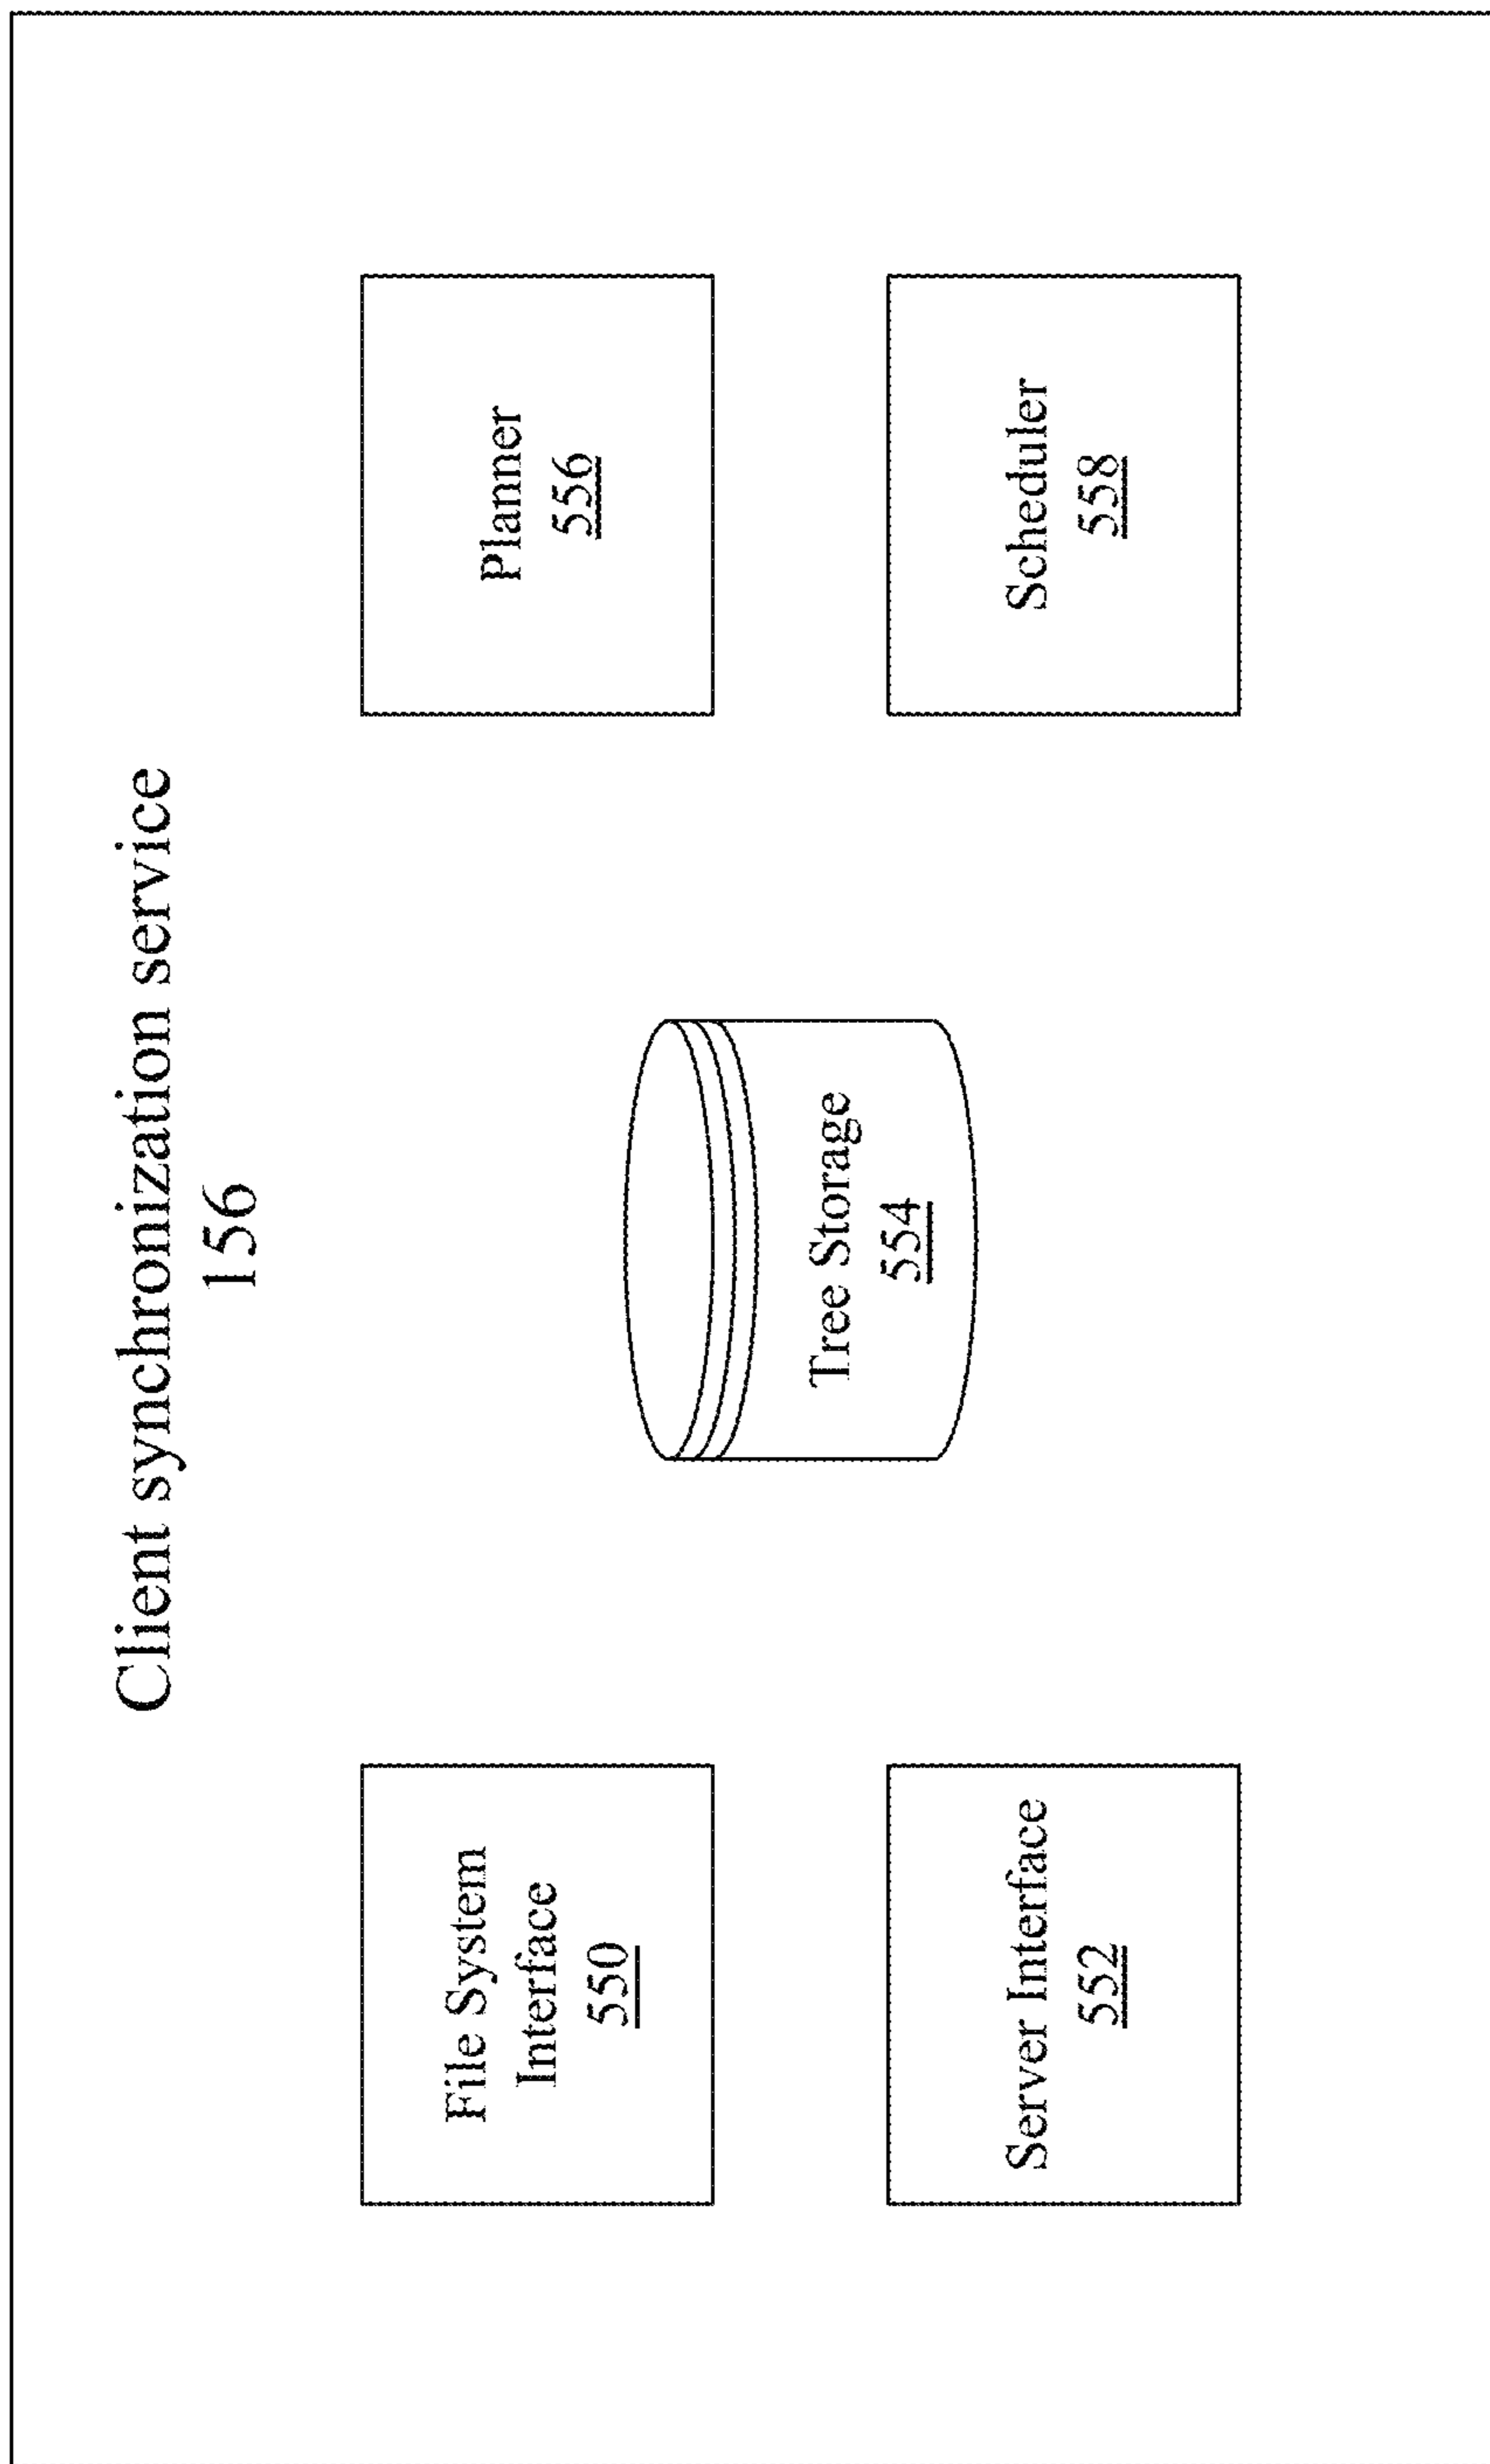 Client synchronization service
156
File System
Interface
550
Server Interface
552
Tree Storage
554
Planner
556
Scheduler
558